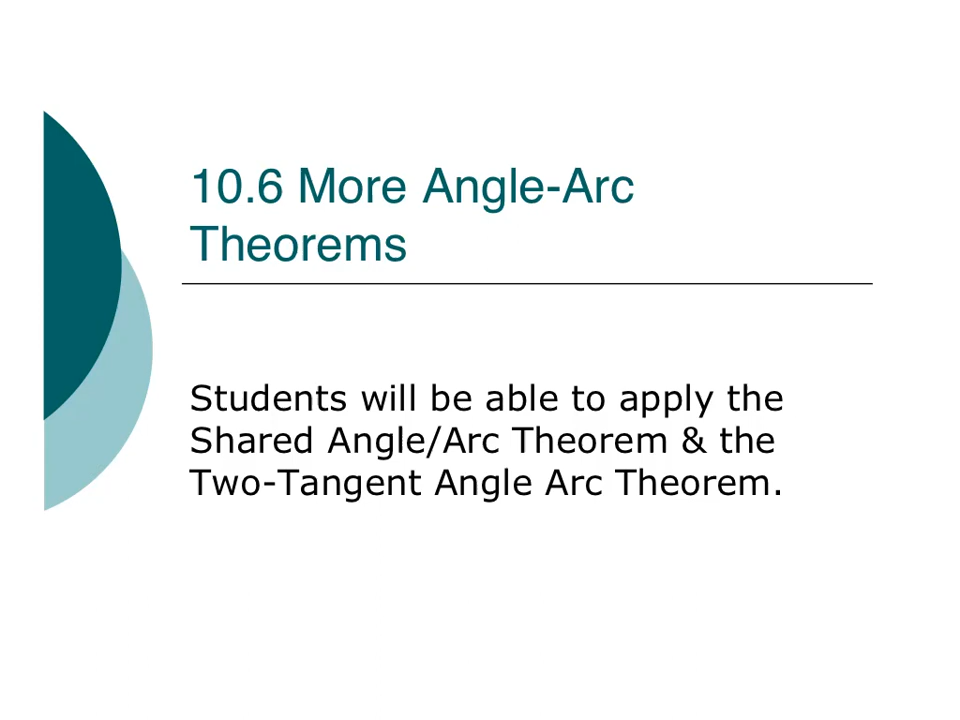 10.6 More Angle-Arc
Theorems
Students will be able to apply the
Shared Angle/Arc Theorem & the
Two-Tangent Angle Arc Theorem.